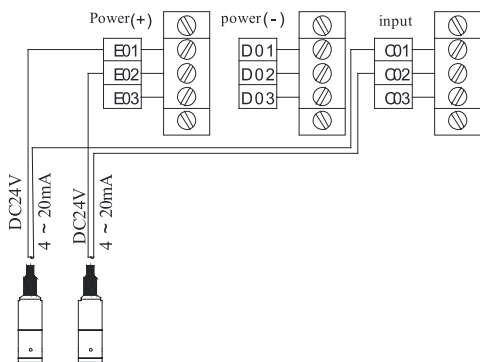 Power(+)
power(-)
input
E01
E02
E03
D01
D02
D03
C01
C02
C03
DC24V
4 ~ 20mA
DC24V
4 ~ 20mA